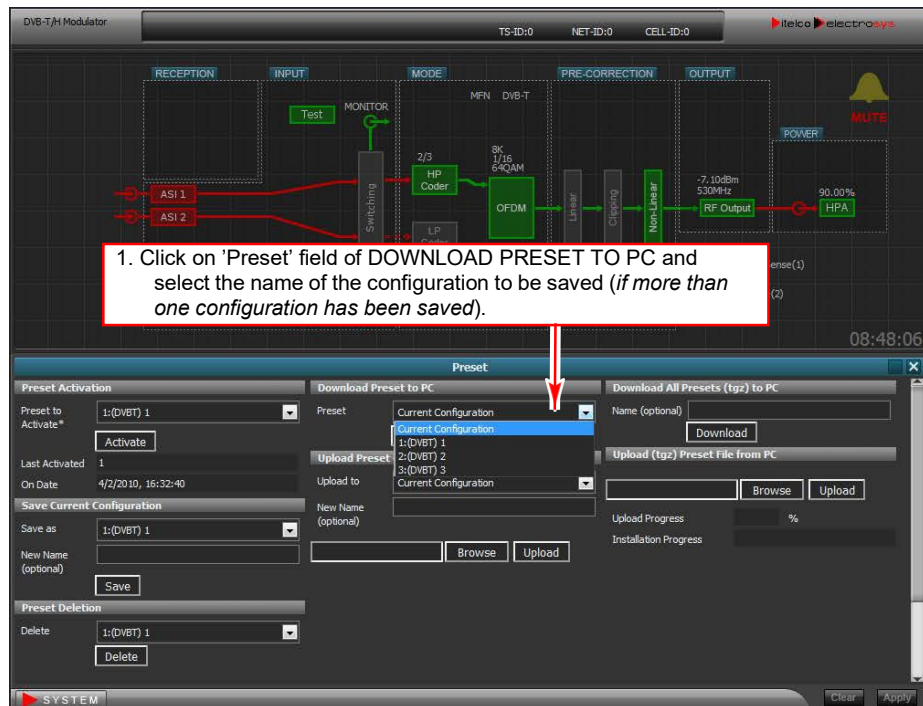 DVB-T/H Modulator
TS-ID:0 NET-ID:0 CELL-ID:0
itelco electrosys
RECEPTION INPUT MODE PRE-CORRECTION OUTPUT
MFN DVB-T
MONITOR
Test
MUTE
POWER
2/3
8K
1/16
64QAM
HP
Coder
-7.10dBm
530MHz
90.00%
ASI 1
ASI 2
Switching
OFDM
Linear
Clipping
Non-Linear
RF Output
HPA
LP
1. Click on ’Preset’ field of DOWNLOAD PRESET TO PC and
select the name of the configuration to be saved (if more than
one configuration has been saved).
ense(1)
(2)
08:48:06
Preset
Preset Activation
Preset to
Activate*
1:(DVBT) 1
Activate
Last Activated 1
On Date 4/2/2010, 16:32:40
Save Current Configuration
Save as 1:(DVBT) 1
New Name
(optional)
Save
Preset Deletion
Delete 1:(DVBT) 1
Delete
Download Preset to PC
Preset Current Configuration
Current Configuration
1:(DVBT) 1
2:(DVBT) 2
3:(DVBT) 3
Upload Preset
Upload to Current Configuration
New Name
(optional)
Browse Upload
Download All Presets (tgz) to PC
Name (optional)
Download
Upload (tgz) Preset File from PC
Browse Upload
Upload Progress %
Installation Progress
SYSTEM
Clear Apply